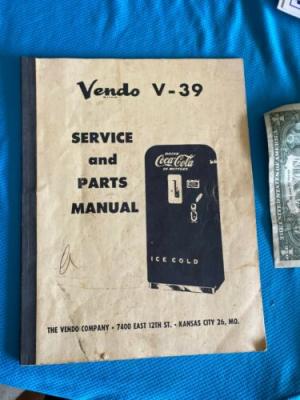 Vendo V-39
SERVICE
and
PARTS
MANUAL
DRINK
Coca-Cola
IN BOTTLES
ICE COLD
THE VENDO COMPANY • 7400 EAST 12TH ST. • KANSAS CITY 26, MO.